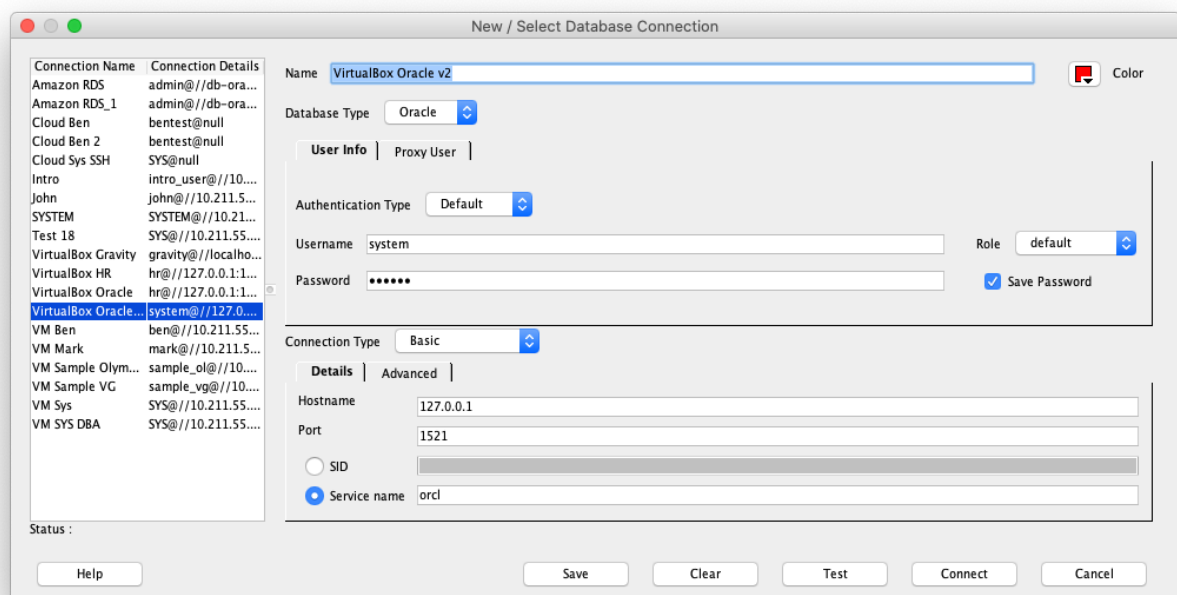 New / Select Database Connection
Connection Name Connection Details
Amazon RDS admin@//db-ora...
Amazon RDS_1 admin@//db-ora...
Cloud Ben bentest@null
Cloud Ben 2 bentest@null
Cloud Sys SSH SYS@null
Intro intro_user@//10....
John john@//10.211.5...
SYSTEM SYSTEM@//10.21...
Test 18 SYS@//10.211.55....
VirtualBox Gravity gravity@//localho...
VirtualBox HR hr@//127.0.0.1:1...
VirtualBox Oracle hr@//127.0.0.1:1...
VirtualBox Oracle... system@//127.0....
VM Ben ben@//10.211.55...
VM Mark mark@//10.211.5...
VM Sample Olym... sample_ol@//10....
VM Sample VG sample_vg@//10....
VM Sys SYS@//10.211.55....
VM SYS DBA SYS@//10.211.55....
Status :
Name VirtualBox Oracle v2 Color
Database Type Oracle
User Info Proxy User
Authentication Type Default
Username system Role default
Password •••••• Save Password
Connection Type Basic
Details Advanced
Hostname 127.0.0.1
Port 1521
SID
Service name orcl
Help Save Clear Test Connect Cancel